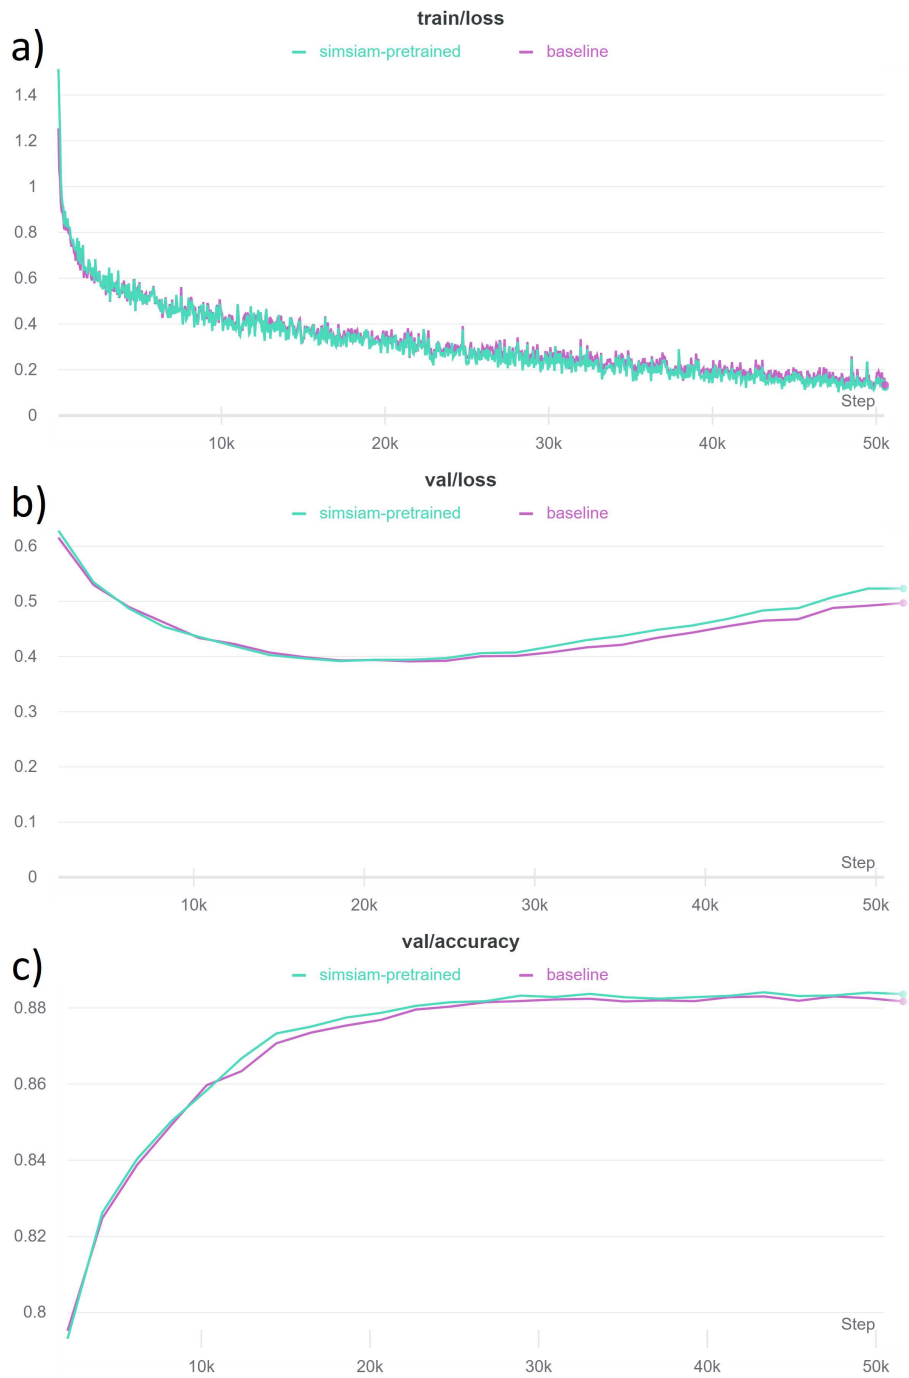 train/loss
a)
simsiam-pretrained baseline
1.4
1.2
1
0.8
0.6
0.4
0.2
Step
0
10k 20k 30k 40k 50k
val/loss
b)
simsiam-pretrained baseline
0.6
0.5
0.4
0.3
0.2
0.1
Step
0
10k 20k 30k 40k 50k
val/accuracy
c)
simsiam-pretrained baseline
0.88
0.86
0.84
0.82
0.8
Step
10k 20k 30k 40k 50k